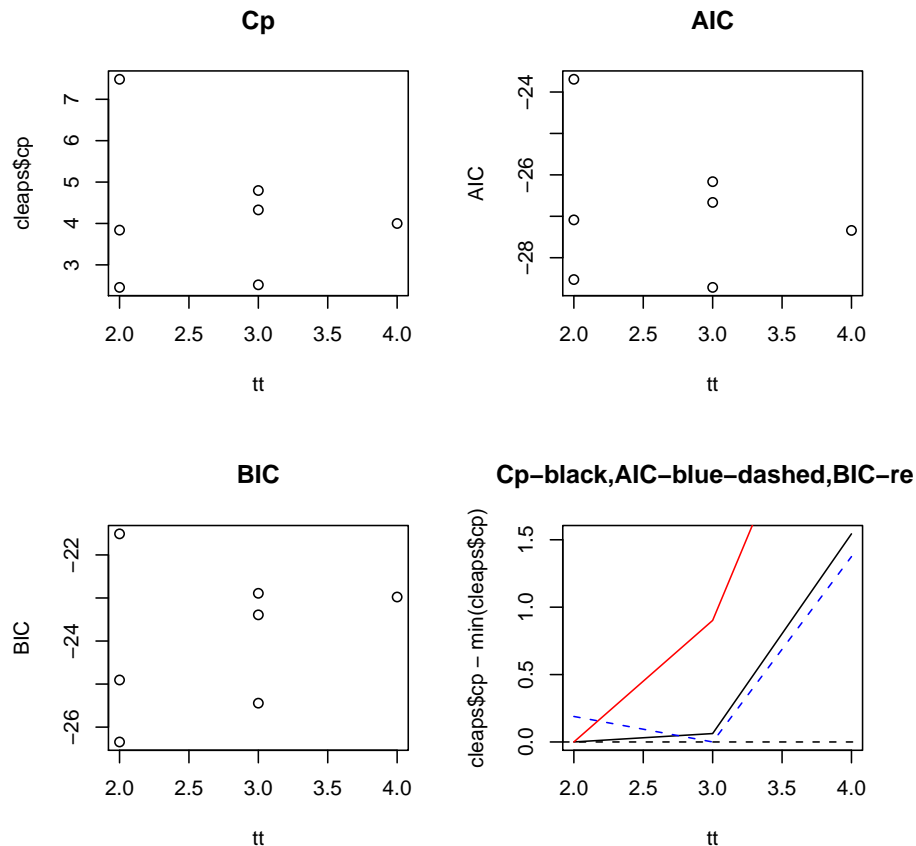 Cp
cleaps$cp
7
6
5
4
3
2.0 2.5 3.0 3.5 4.0
tt
AIC
AIC
−24
−26
−28
2.0 2.5 3.0 3.5 4.0
tt
BIC
BIC
−22
−24
−26
2.0 2.5 3.0 3.5 4.0
tt
Cp−black,AIC−blue−dashed,BIC−re
cleaps$cp − min(cleaps$cp)
1.5
1.0
0.5
0.0
2.0 2.5 3.0 3.5 4.0
tt